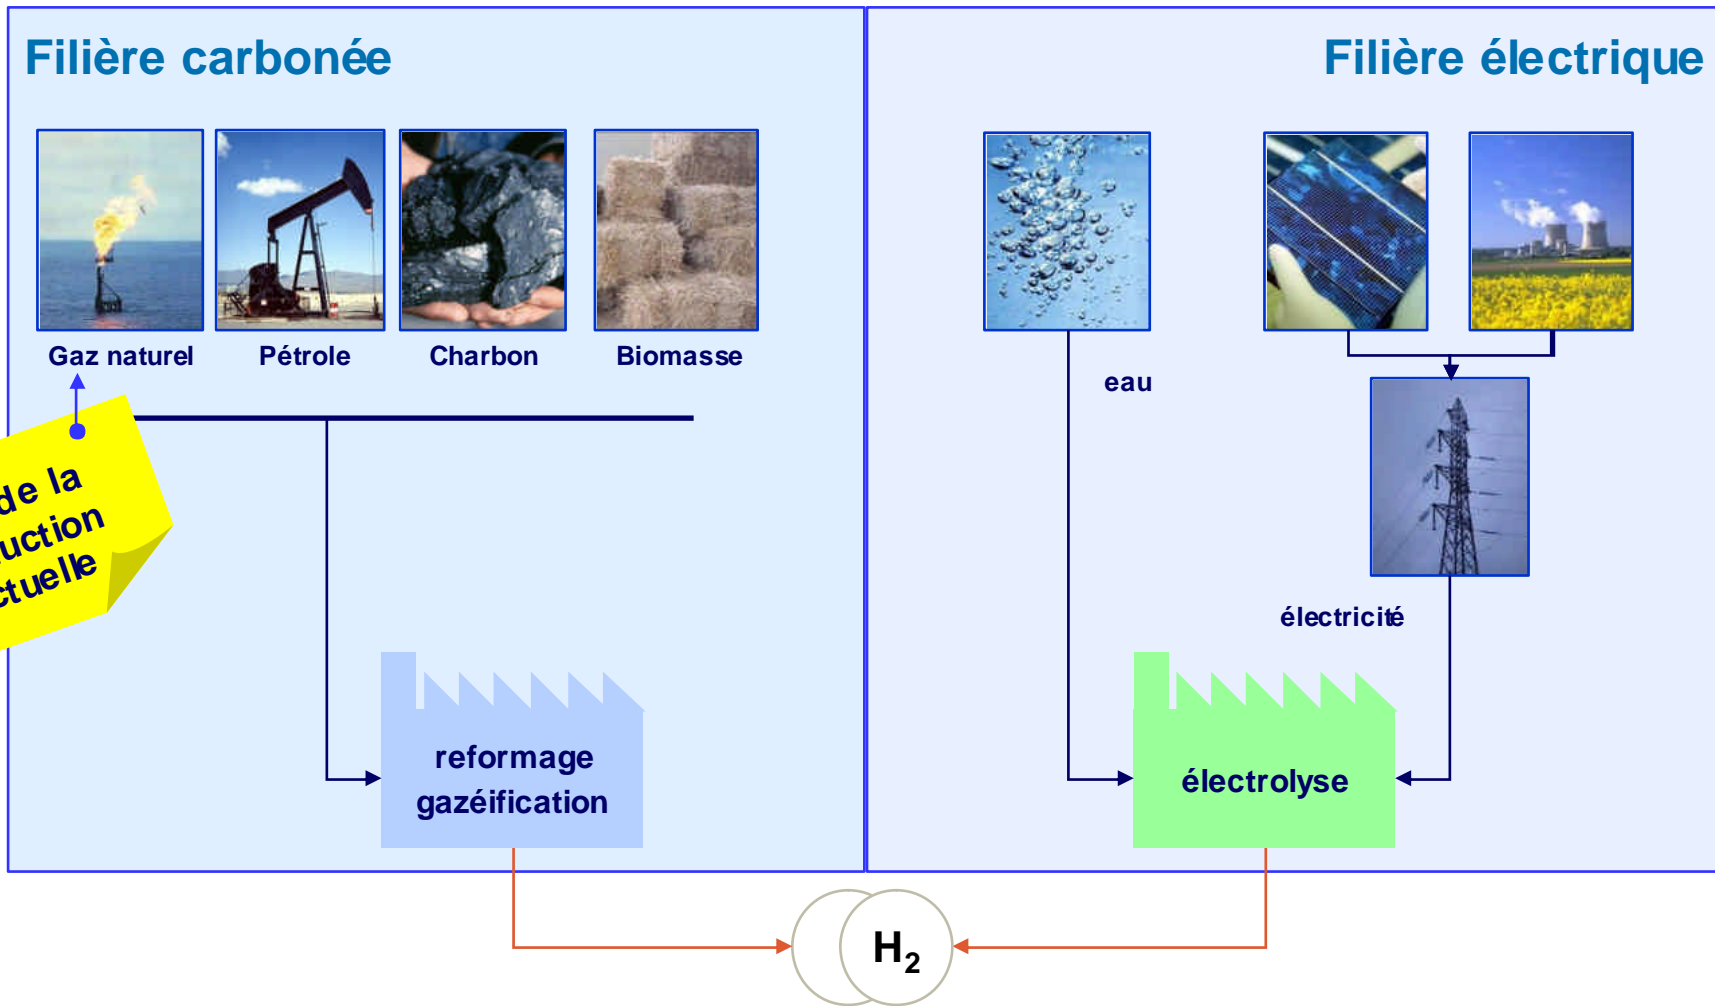 Filière carbonée
Filière électrique
Gaz naturel
Pétrole
Charbon
Biomasse
eau
de la
uction
ctuelle
électricité
reformage
gazéification
électrolyse
H₂